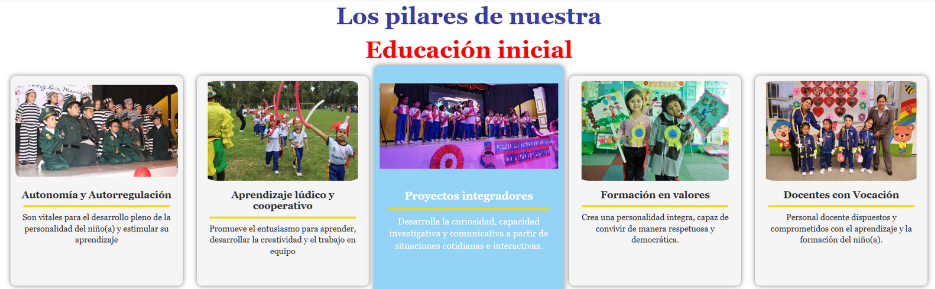 Los pilares de nuestra
Educación inicial
Autonomía y Autorregulación
Son vitales para el desarrollo pleno de la
personalidad del niño(a) y estimular su
aprendizaje
Aprendizaje lúdico y
cooperativo
Promueve el entusiasmo para aprender,
desarrollar la creatividad y el trabajo en
equipo
Proyectos integradores
Desarrolla la curiosidad, capacidad
investigativa y comunicativa a partir de
situaciones cotidianas e interactivas.
Formación en valores
Crea una personalidad integra, capaz de
convivir de manera respetuosa y
democrática.
Docentes con Vocación
Personal docente dispuestos y
comprometidos con el aprendizaje y la
formación del niño(a).